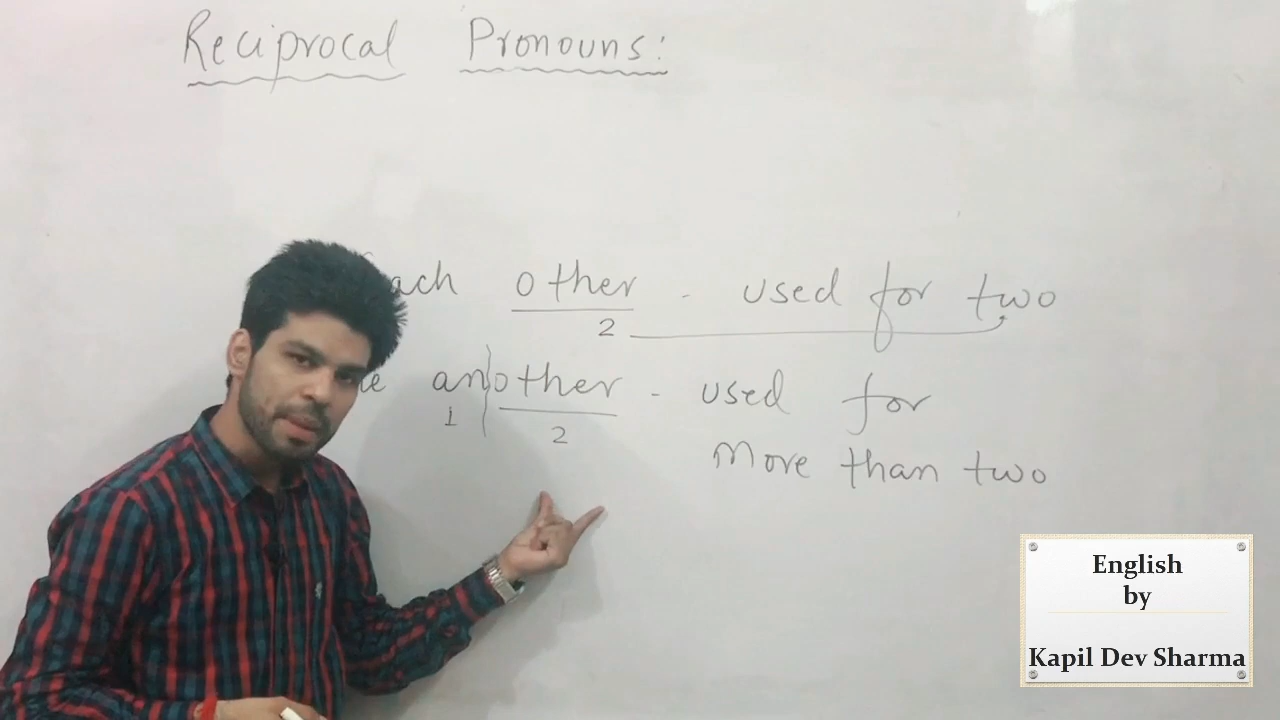 Reciprocal Pronouns:
ach other - used for two
2
e another - used for
1 2
More than two
English
by
Kapil Dev Sharma